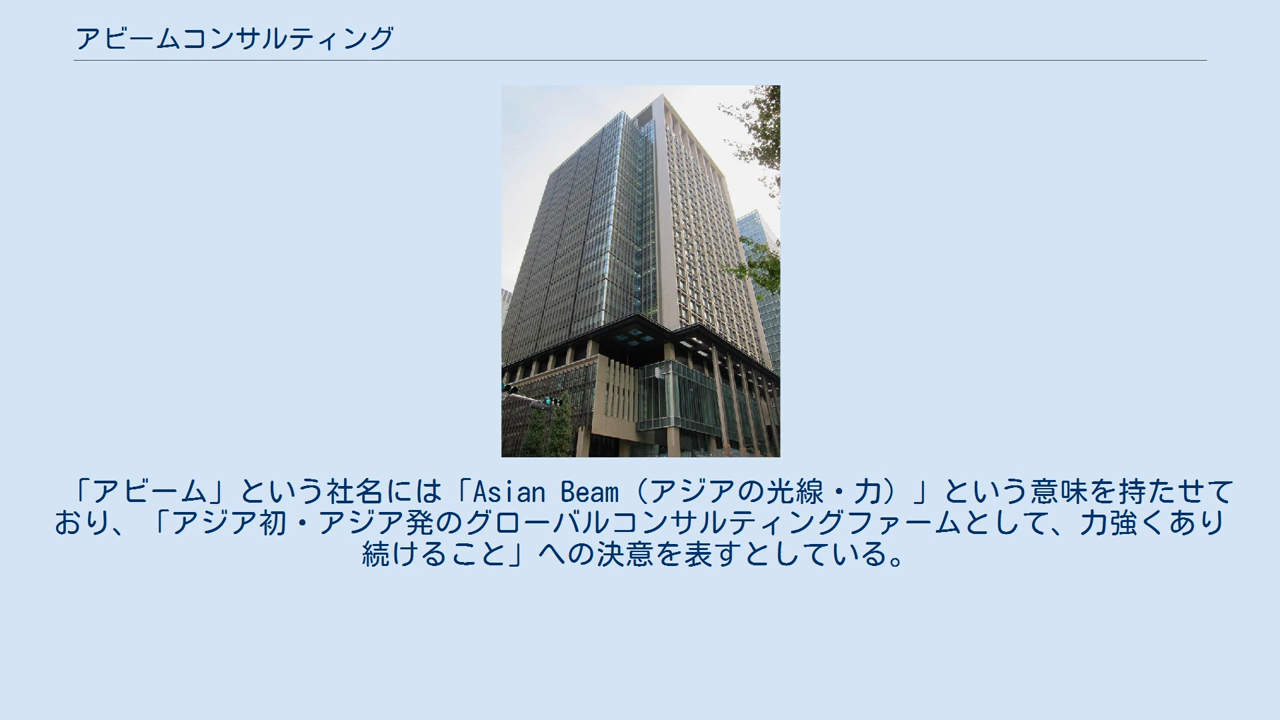 アビームコンサルティング
「アビーム」という社名には「Asian Beam（アジアの光線・力）」という意味を持たせて
おり、「アジア初・アジア発のグローバルコンサルティングファームとして、力強くあり
続けること」への決意を表すとしている。